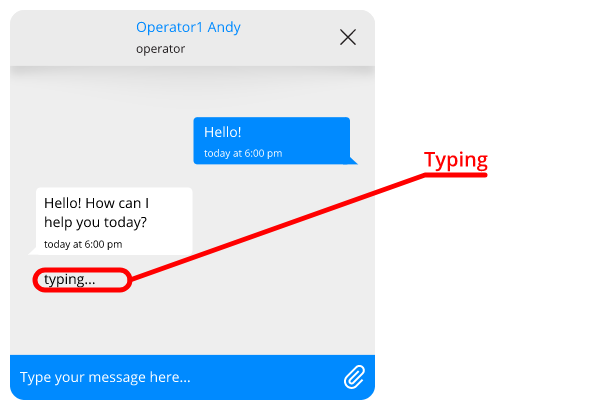 Operator1 Andy
operator
Hello!
today at 6:00 pm
Typing
Hello! How can I
help you today?
today at 6:00 pm
typing...
Type your message here...